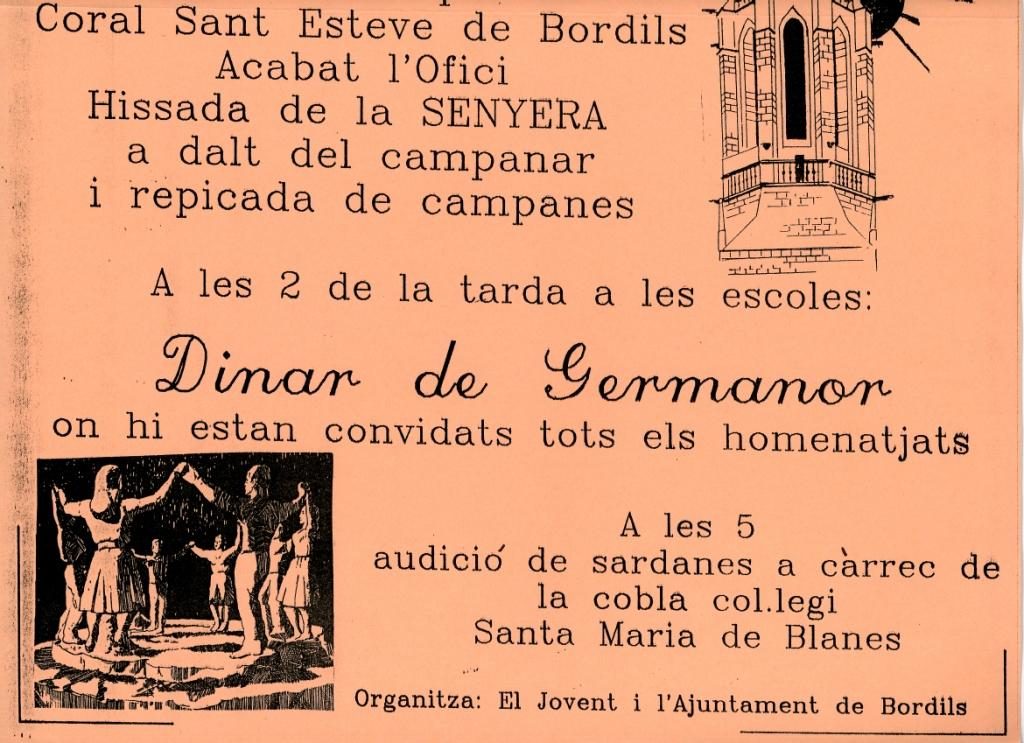 Coral Sant Esteve de Bordils
Acabat l'Ofici
Hissada de la SENYERA
a dalt del campanar
i repicada de campanes
A les 2 de la tarda a les escoles:
Dinar de Germanor
on hi estan convidats tots els homenatjats
A les 5
audició de sardanes a càrrec de
la cobla col.legi
Santa Maria de Blanes
Organitza: El Jovent i l'Ajuntament de Bordils